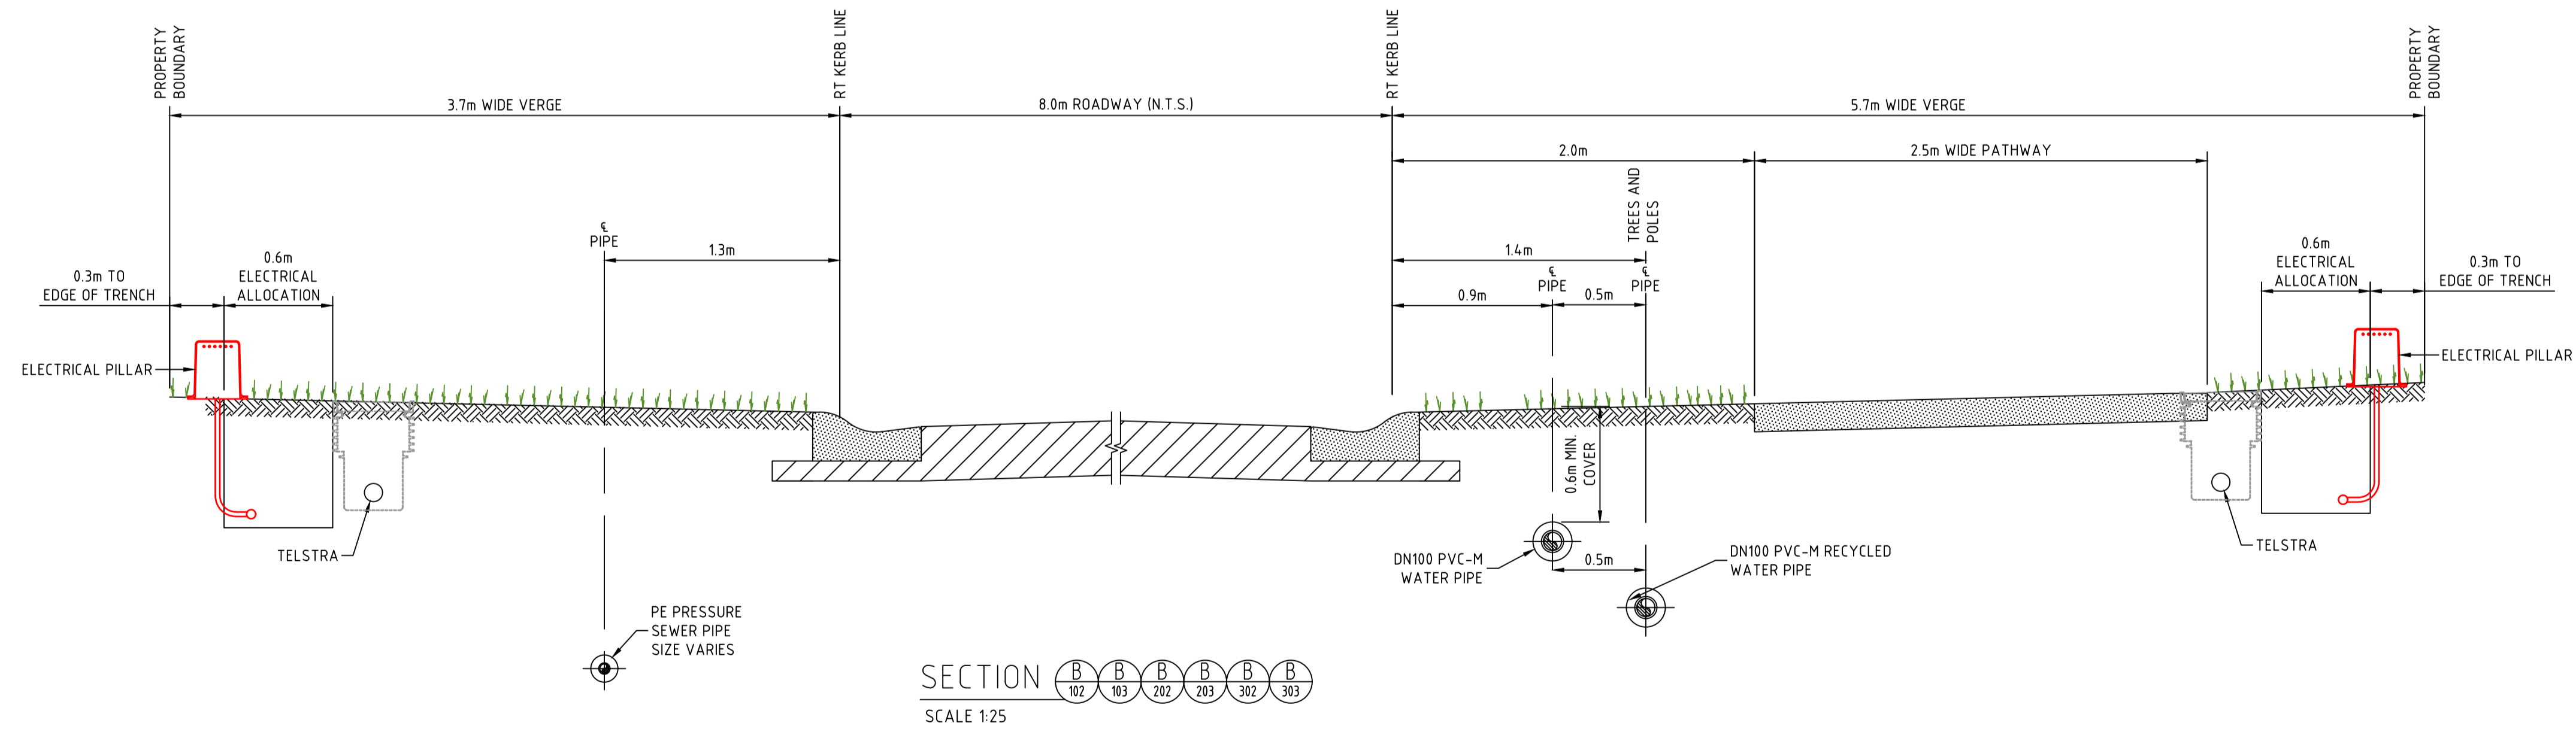 PROPERTY
BOUNDARY
RT KERB LINE
RT KERB LINE
PROPERTY
BOUNDARY
3.7m WIDE VERGE
8.0m ROADWAY (N.T.S.)
5.7m WIDE VERGE
2.0m
2.5m WIDE PATHWAY
TREES AND
POLES
℄
PIPE
1.3m
1.4m
0.3m TO
EDGE OF TRENCH
0.6m
ELECTRICAL
ALLOCATION
℄
PIPE
℄
PIPE
0.9m
0.5m
0.6m
ELECTRICAL
ALLOCATION
0.3m TO
EDGE OF TRENCH
ELECTRICAL PILLAR
ELECTRICAL PILLAR
0.6m MIN.
COVER
TELSTRA
DN100 PVC-M
WATER PIPE
0.5m
DN100 PVC-M RECYCLED
WATER PIPE
TELSTRA
PE PRESSURE
SEWER PIPE
SIZE VARIES
SECTION
B
102
B
103
B
202
B
203
B
302
B
303
SCALE 1:25